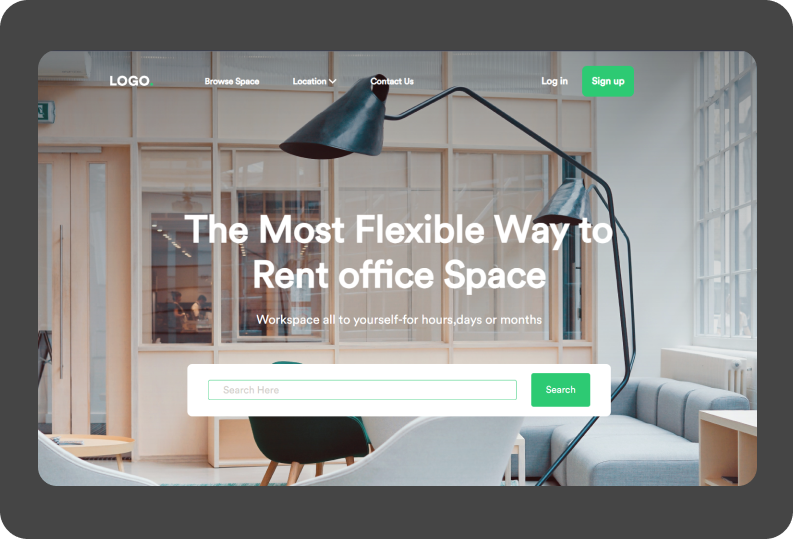 LOGO.
Browse Space
Location
Contact Us
Log in
Sign up
The Most Flexible Way to
Rent office Space
Workspace all to yourself-for hours,days or months
Search Here
Search